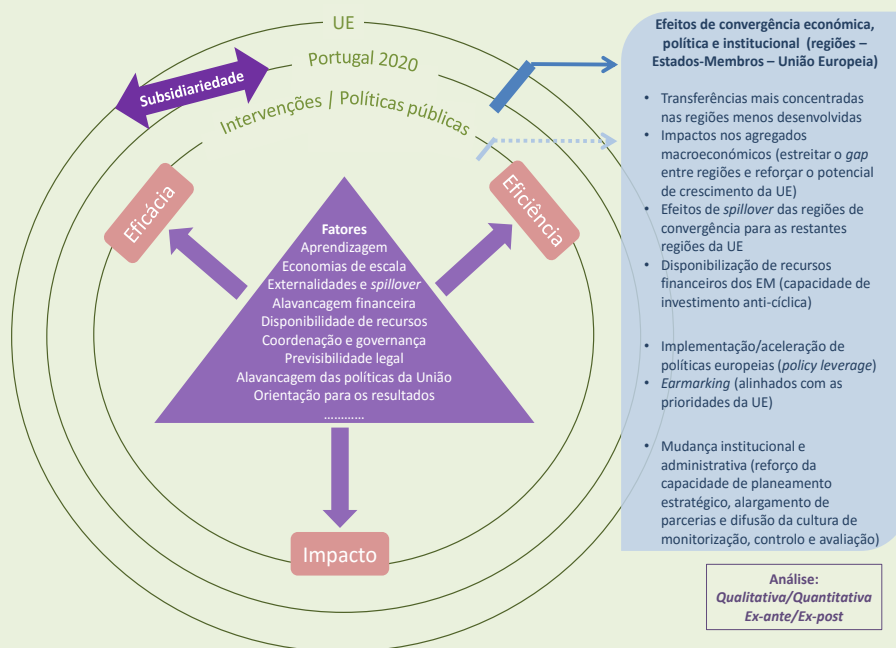 UE
Portugal 2020
Subsidiariedade
Intervenções | Políticas públicas
Eficácia
Eficiência
Fatores
Aprendizagem
Economias de escala
Externalidades e spillover
Alavancagem financeira
Disponibilidade de recursos
Coordenação e governança
Previsibilidade legal
Alavancagem das políticas da União
Orientação para os resultados
…………
Impacto
Efeitos de convergência económica,
política e institucional (regiões –
Estados-Membros – União Europeia)
• Transferências mais concentradas
nas regiões menos desenvolvidas
• Impactos nos agregados
macroeconómicos (estreitar o gap
entre regiões e reforçar o potencial
de crescimento da UE)
• Efeitos de spillover das regiões de
convergência para as restantes
regiões da UE
• Disponibilização de recursos
financeiros dos EM (capacidade de
investimento anti-cíclica)
• Implementação/aceleração de
políticas europeias (policy leverage)
• Earmarking (alinhados com as
prioridades da UE)
• Mudança institucional e
administrativa (reforço da
capacidade de planeamento
estratégico, alargamento de
parcerias e difusão da cultura de
monitorização, controlo e avaliação)
Análise:
Qualitativa/Quantitativa
Ex-ante/Ex-post